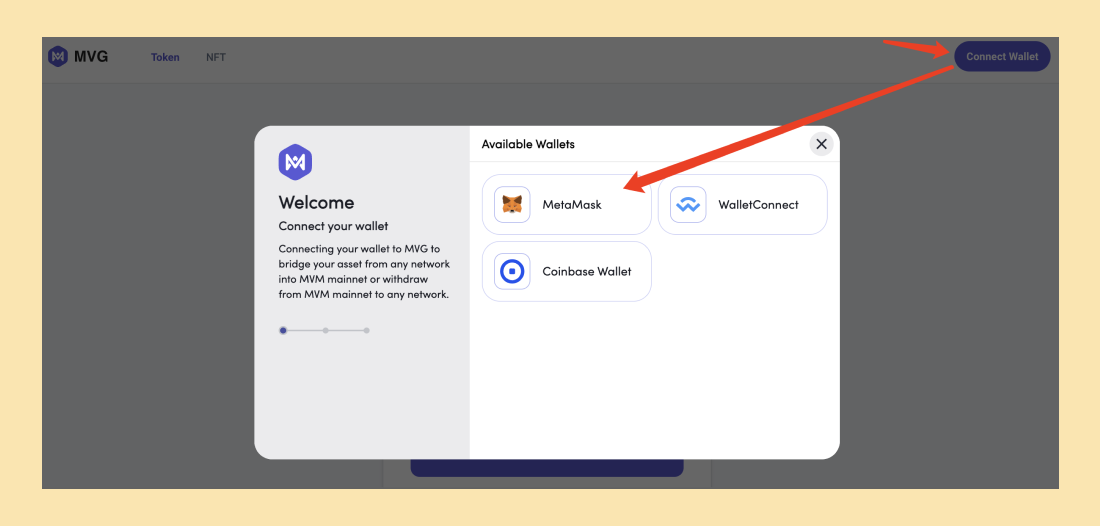 MVG Token NFT Connect Wallet
Available Wallets
Welcome
Connect your wallet
Connecting your wallet to MVG to
bridge your asset from any network
into MVM mainnet or withdraw
from MVM mainnet to any network.
MetaMask
WalletConnect
Coinbase Wallet